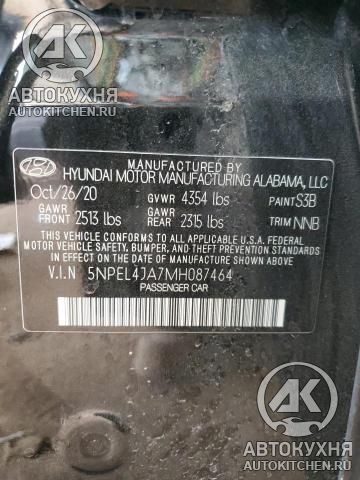 АК
АВТОКУХНЯ
AUTOKITCHEN.RU
MANUFACTURED BY
HYUNDAI MOTOR MANUFACTURING ALABAMA, LLC
Oct/26/20 GVWR 4354 lbs PAINT S3B
GAWR FRONT 2513 lbs GAWR REAR 2315 lbs TRIM NNB
THIS VEHICLE CONFORMS TO ALL APPLICABLE FEDERAL
MOTOR VEHICLE SAFETY, BUMPER, AND THEFT PREVENTION STANDARDS
IN EFFECT ON THE DATE OF MANUFACTURE SHOWN ABOVE.
V.I.N 5NPEL4JA7MH087464
PASSENGER CAR
АК
АВТОКУХНЯ
AUTOKITCHEN.RU